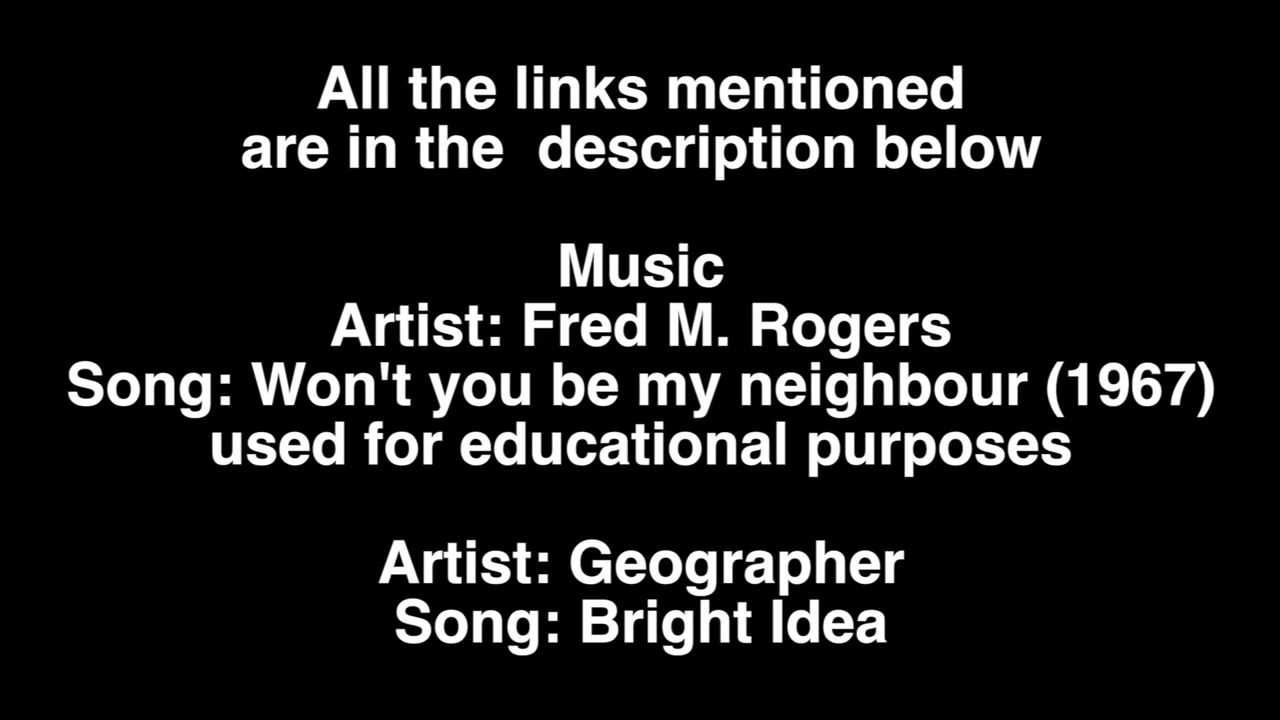 All the links mentioned
are in the  description below
Music
Artist: Fred M. Rogers
Song: Won't you be my neighbour (1967)
used for educational purposes
Artist: Geographer
Song: Bright Idea